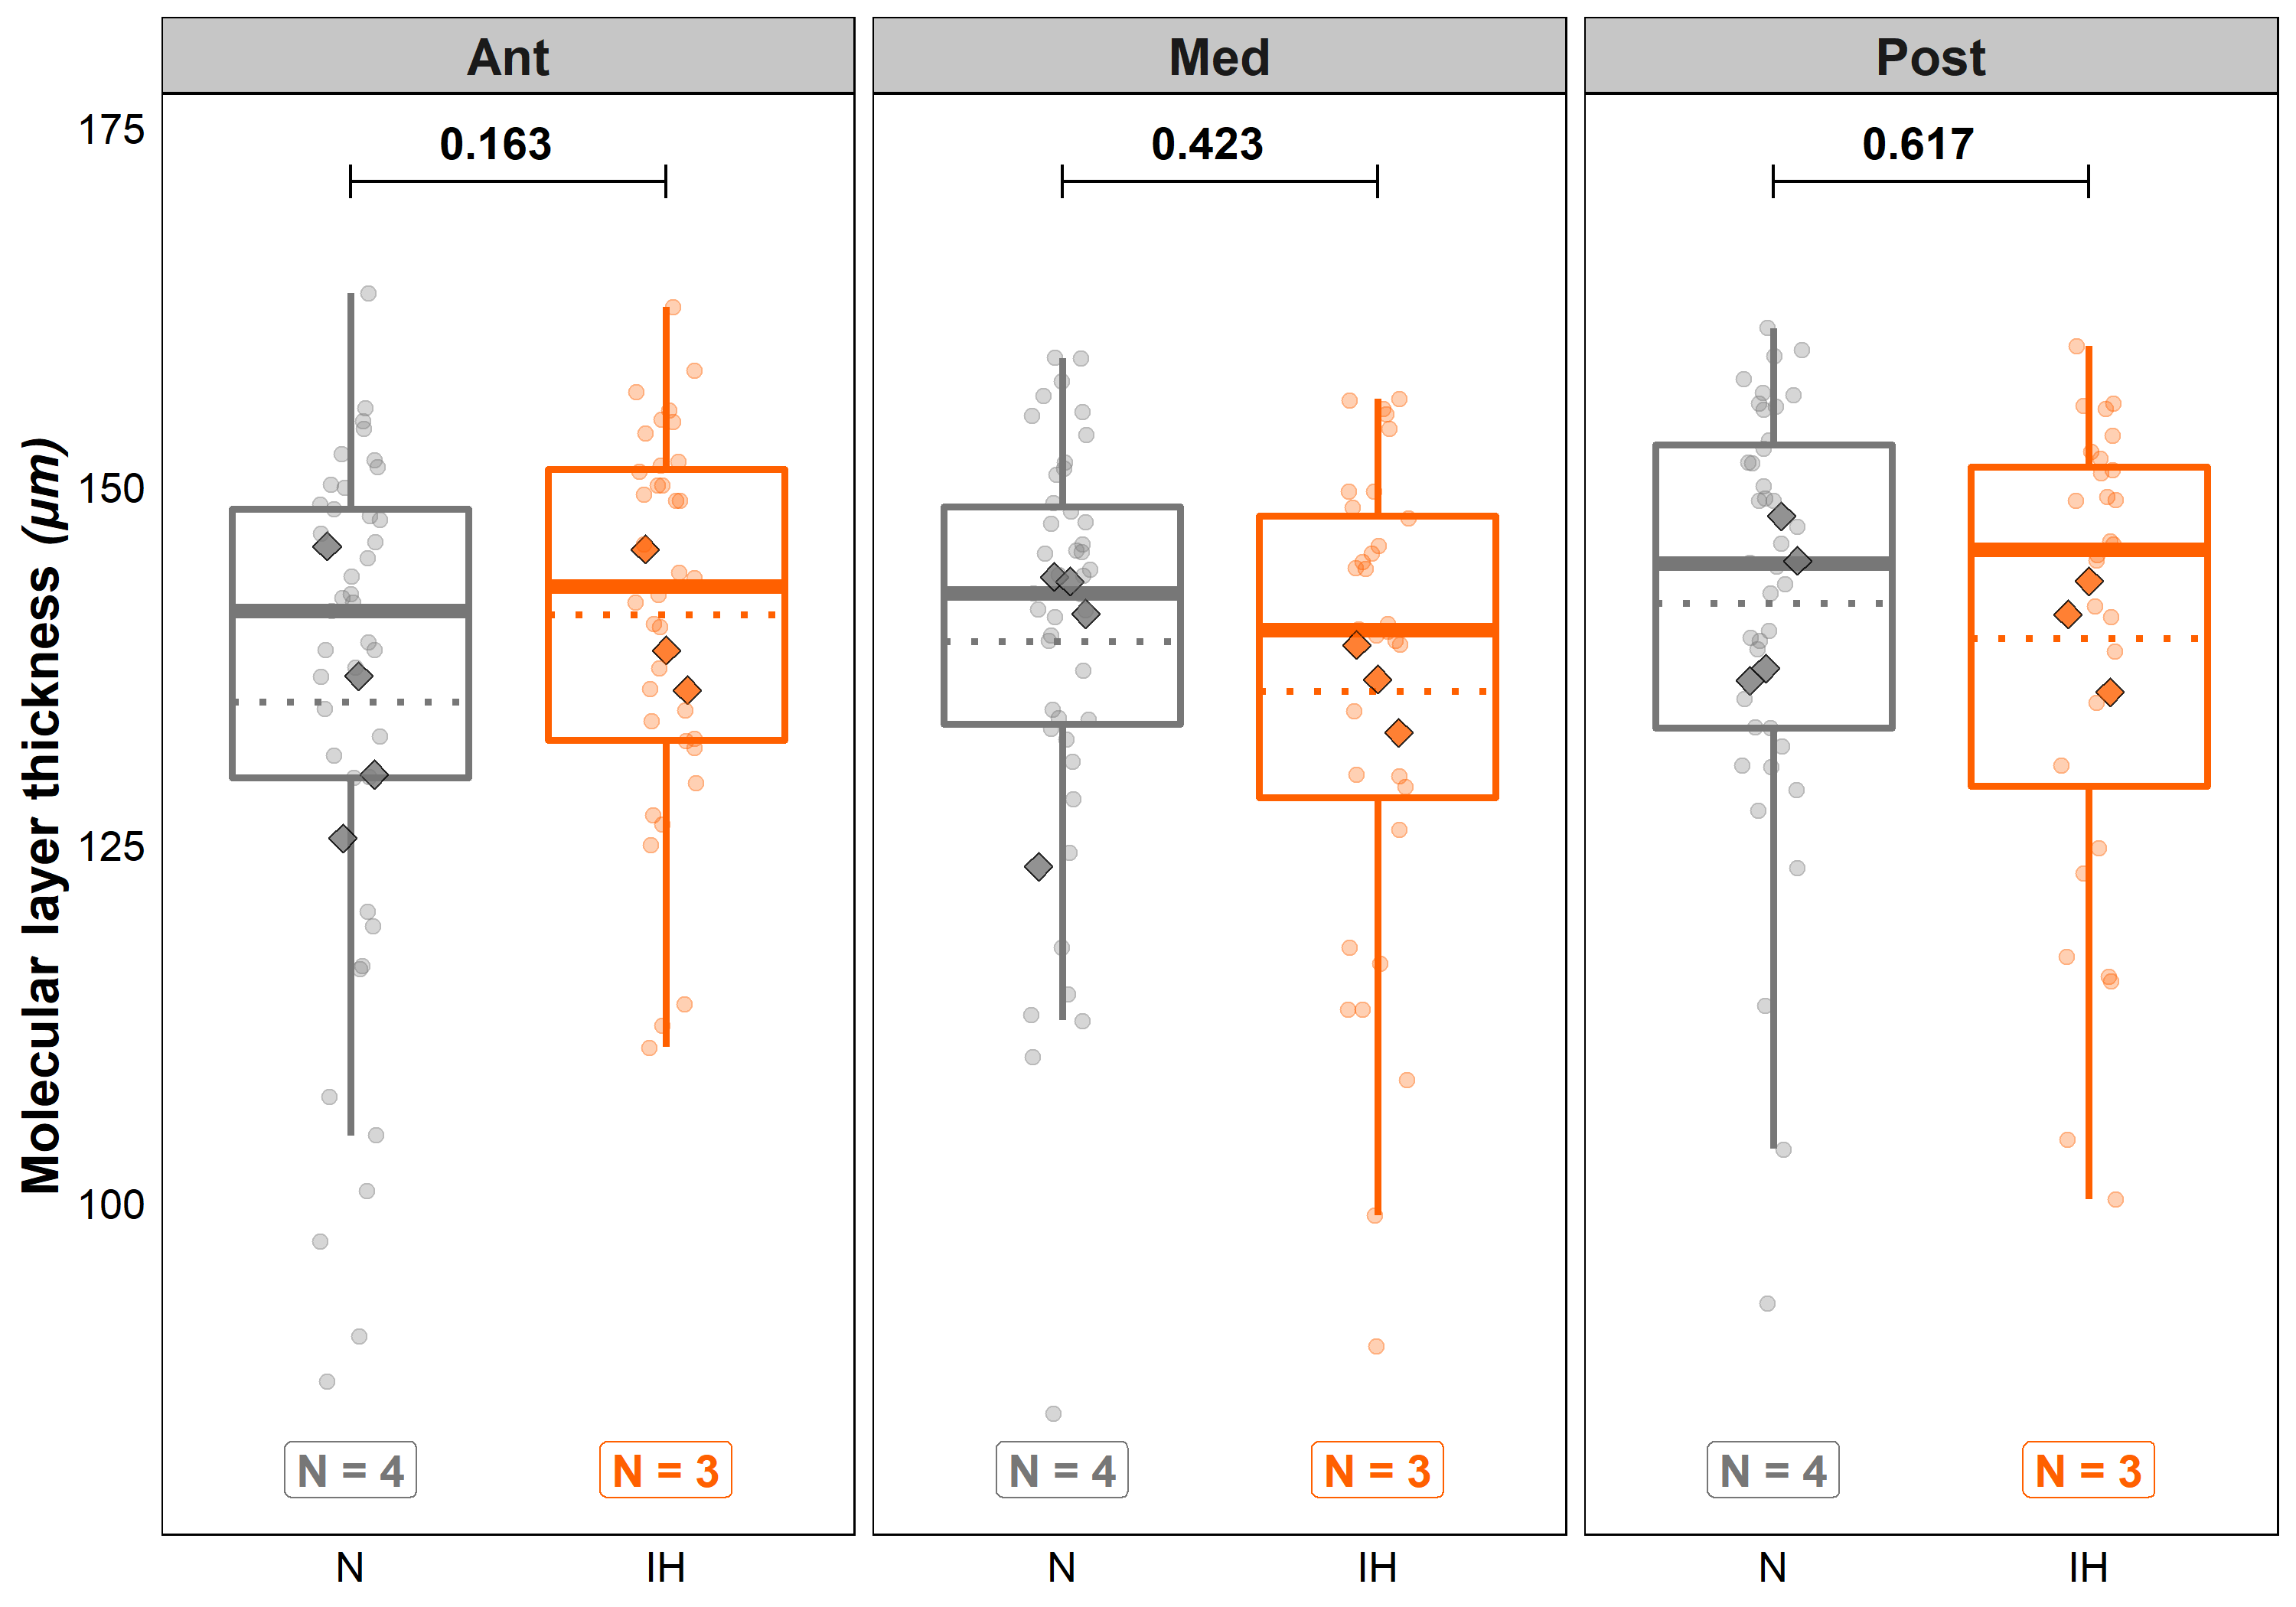 Ant
Med
Post
Molecular layer thickness (µm)
175
150
125
100
0.163
0.423
0.617
N = 4
N = 3
N = 4
N = 3
N = 4
N = 3
N
IH
N
IH
N
IH